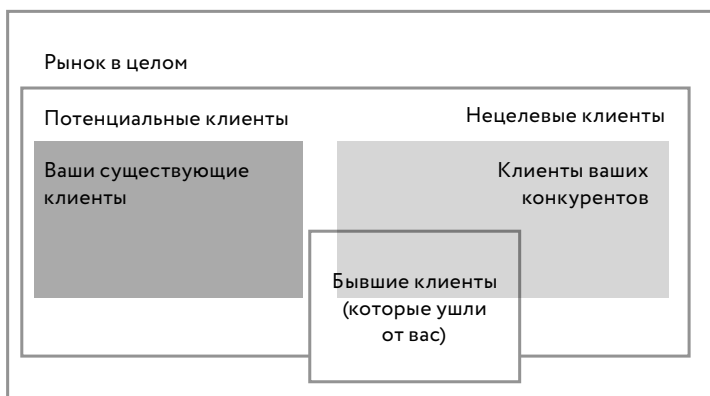 Рынок в целом
Потенциальные клиенты
Нецелевые клиенты
Ваши существующие
клиенты
Клиенты ваших
конкурентов
Бывшие клиенты
(которые ушли
от вас)